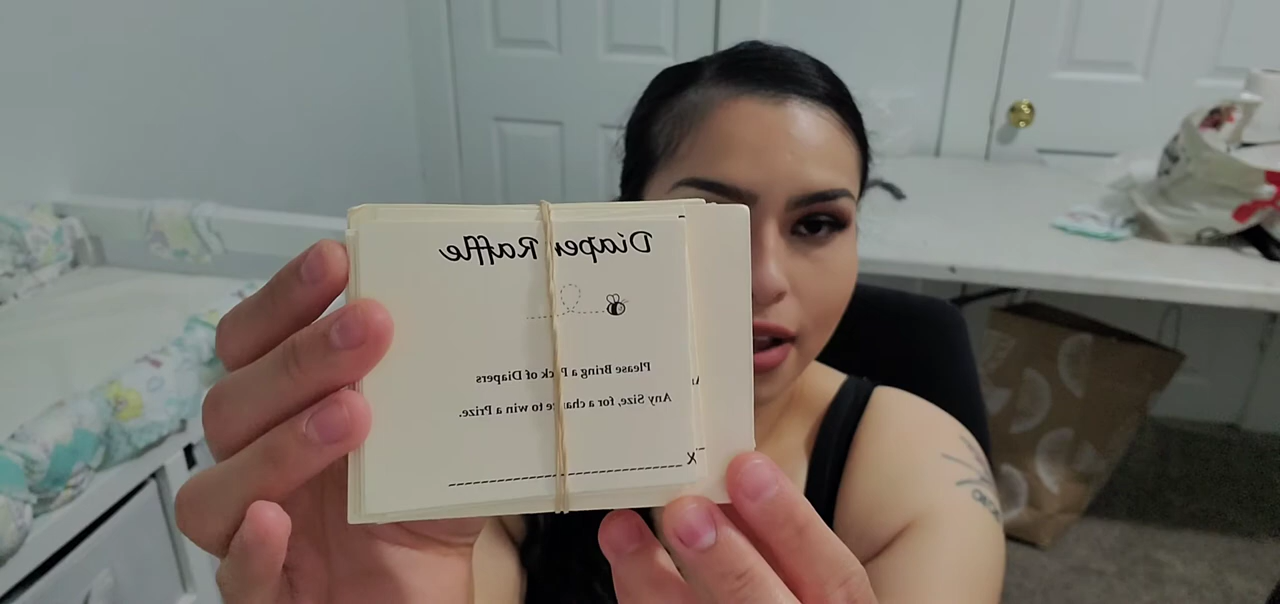 Diaper Raffle
Please Bring a Pack of Diapers
Any Size, for a chance to win a Prize.
X